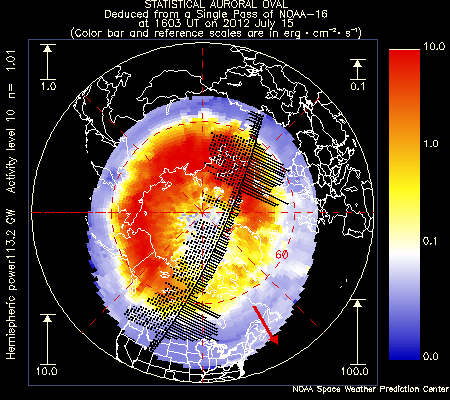 STATISTICAL AURORAL OVAL
Deduced from a Single Pass of NOAA-16
at 1603 UT on 2012 July 15
(Color bar and reference scales are in erg · cm⁻² · s⁻¹)
Hemispheric power113.2 GW Activity level 10 n= 1.01
1.0
0.1
10.0
100.0
60
10.0
1.0
0.1
0.0
NOAA Space Weather Prediction Center